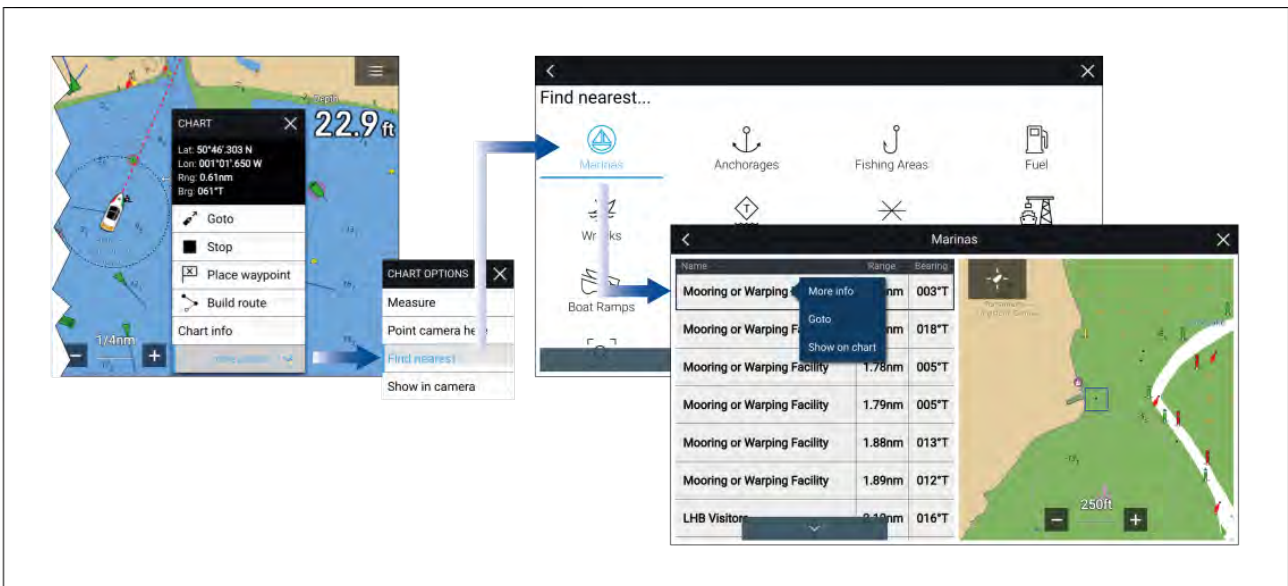 Depth
22.9 ft
CHART
Lat: 50°46'.303 N
Lon: 001°01'.650 W
Rng: 0.61nm
Brg: 061°T
Goto
Stop
Place waypoint
Build route
Chart info
More options
1/4nm
CHART OPTIONS
Measure
Point camera here
Find nearest
Show in camera
Find nearest...
Marinas
Anchorages
Fishing Areas
Fuel
Wrecks
Boat Ramps
Marinas
Name Range Bearing
Mooring or Warping nm 003°T
Mooring or Warping Fa nm 018°T
Mooring or Warping Facility 1.78nm 005°T
Mooring or Warping Facility 1.79nm 005°T
Mooring or Warping Facility 1.88nm 013°T
Mooring or Warping Facility 1.89nm 012°T
LHB Visitors nm 016°T
More info
Goto
Show on chart
250ft